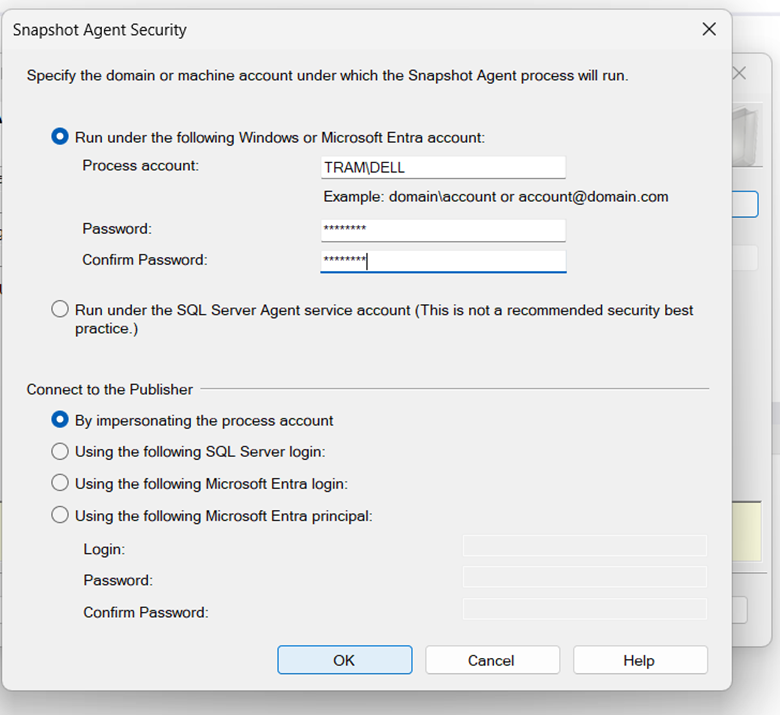 Snapshot Agent Security
Specify the domain or machine account under which the Snapshot Agent process will run.
Run under the following Windows or Microsoft Entra account:
Process account:
TRAM\DELL
Example: domain\account or account@domain.com
Password:
********
Confirm Password:
********
Run under the SQL Server Agent service account (This is not a recommended security best
practice.)
Connect to the Publisher
By impersonating the process account
Using the following SQL Server login:
Using the following Microsoft Entra login:
Using the following Microsoft Entra principal:
Login:
Password:
Confirm Password:
OK
Cancel
Help